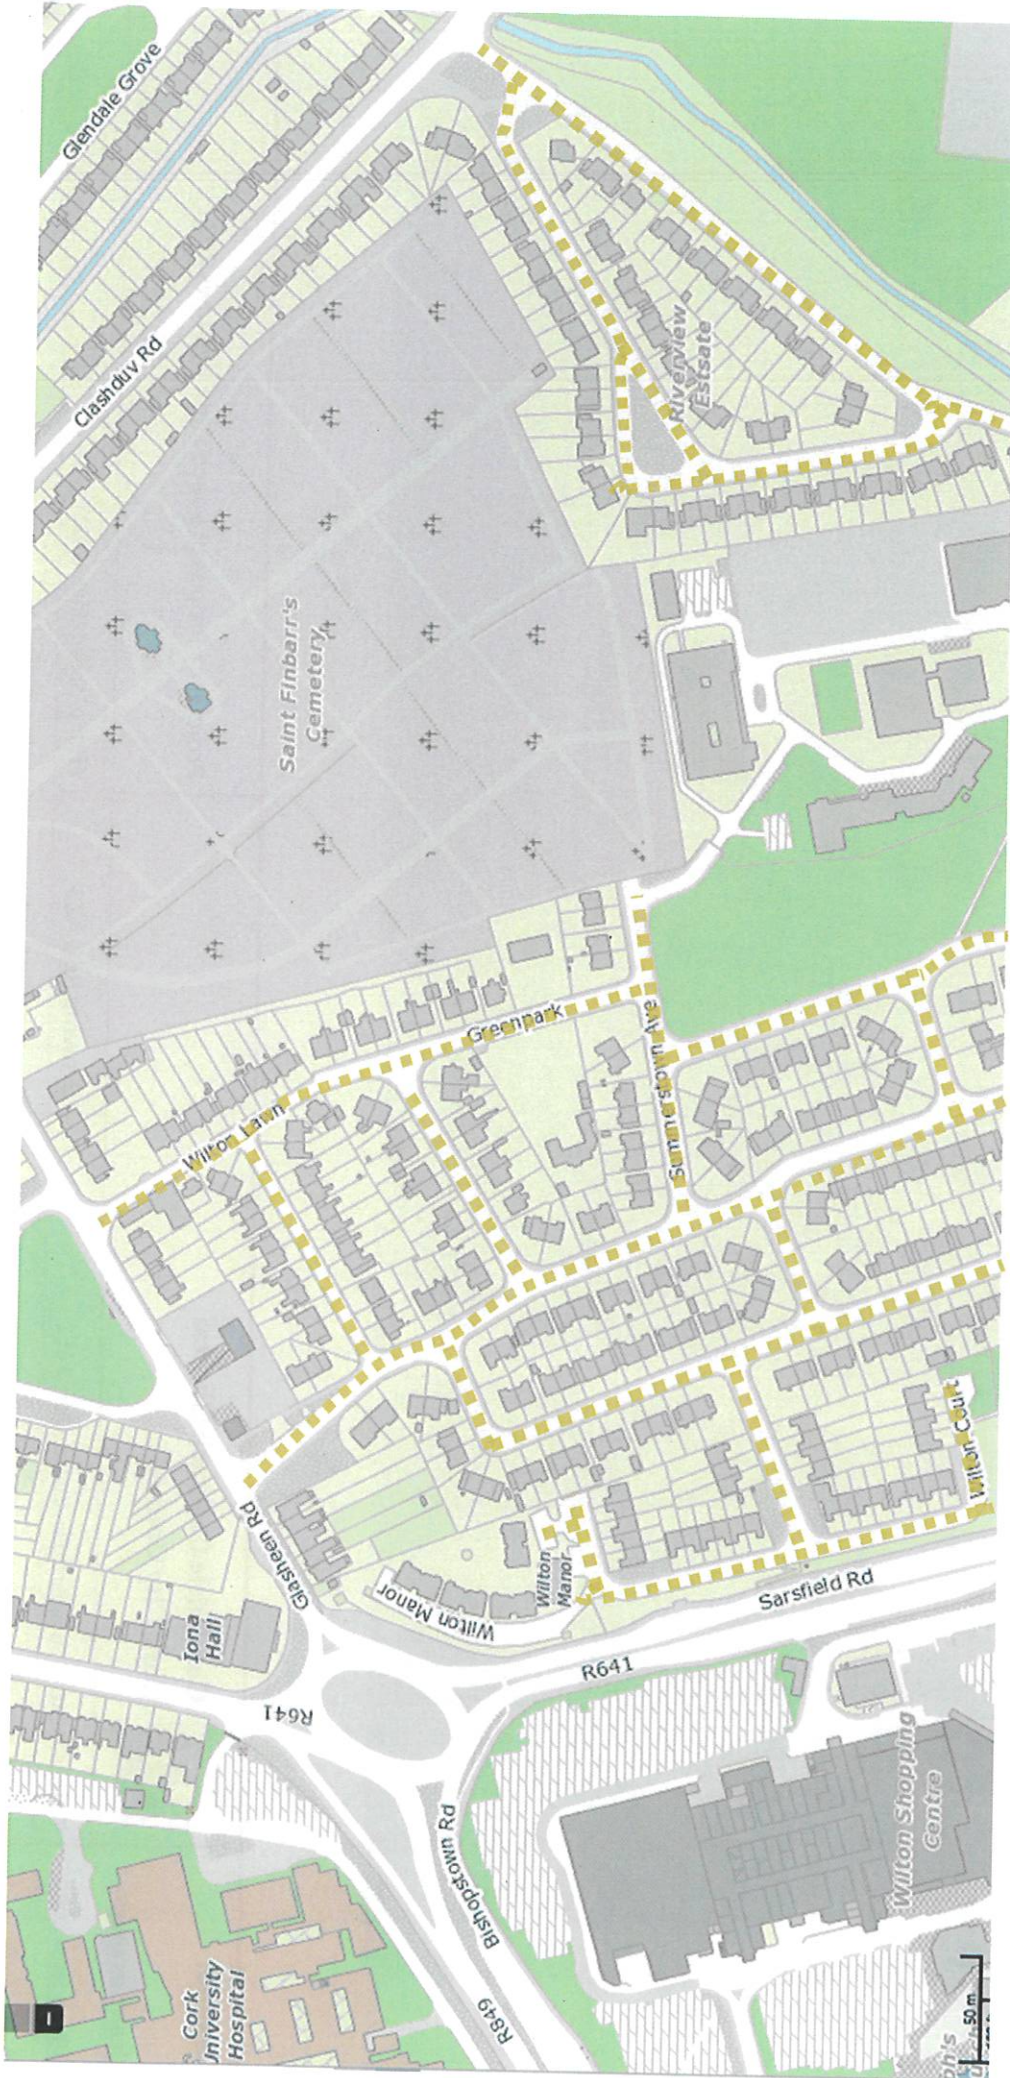 Glendale Grove
Clashduv Rd
Riverview
Estsate
Saint Finbarr's
Cemetery
Greenpark
Wilton Lawn
Summerstown Ave
Glasheen Rd
Iona
Hall
Wilton Manor
Wilton
Manor
Wilton Court
Sarsfield Rd
R641
R641
Bishopstown Rd
R849
Wilton Shopping
Centre
Cork
University
Hospital
50 m